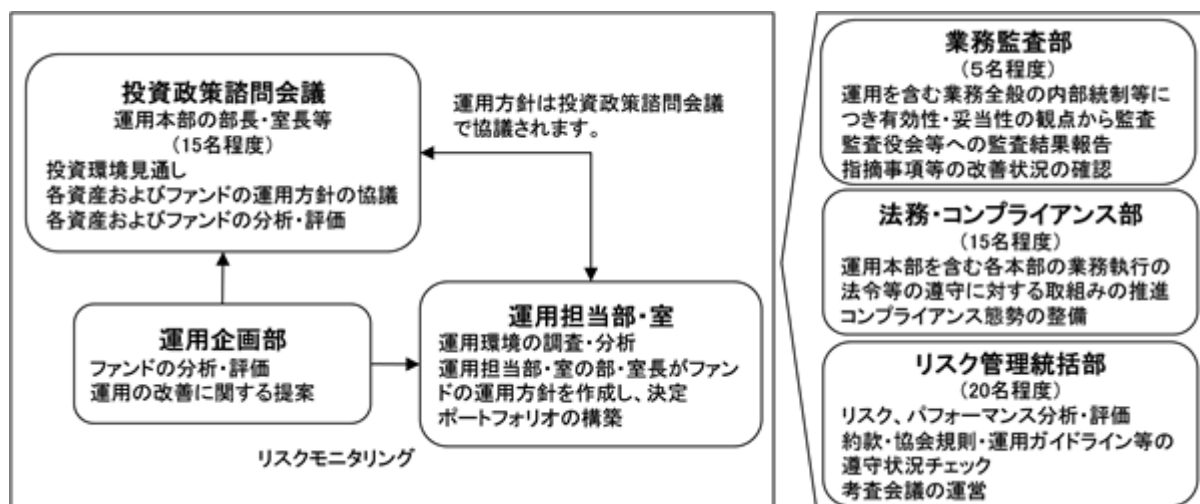 投資政策諮問会議
運用本部の部長・室長等
(15名程度)
投資環境見通し
各資産およびファンドの運用方針の協議
各資産およびファンドの分析・評価
運用方針は投資政策諮問会議
で協議されます。
運用企画部
ファンドの分析・評価
運用の改善に関する提案
運用担当部・室
運用環境の調査・分析
運用担当部・室の部・室長がファン
ドの運用方針を作成し、決定
ポートフォリオの構築
リスクモニタリング
業務監査部
(5名程度)
運用を含む業務全般の内部統制等に
つき有効性・妥当性の観点から監査
監査役会等への監査結果報告
指摘事項等の改善状況の確認
法務・コンプライアンス部
(15名程度)
運用本部を含む各本部の業務執行の
法令等の遵守に対する取組みの推進
コンプライアンス態勢の整備
リスク管理統括部
(20名程度)
リスク、パフォーマンス分析・評価
約款・協会規則・運用ガイドライン等の
遵守状況チェック
考査会議の運営